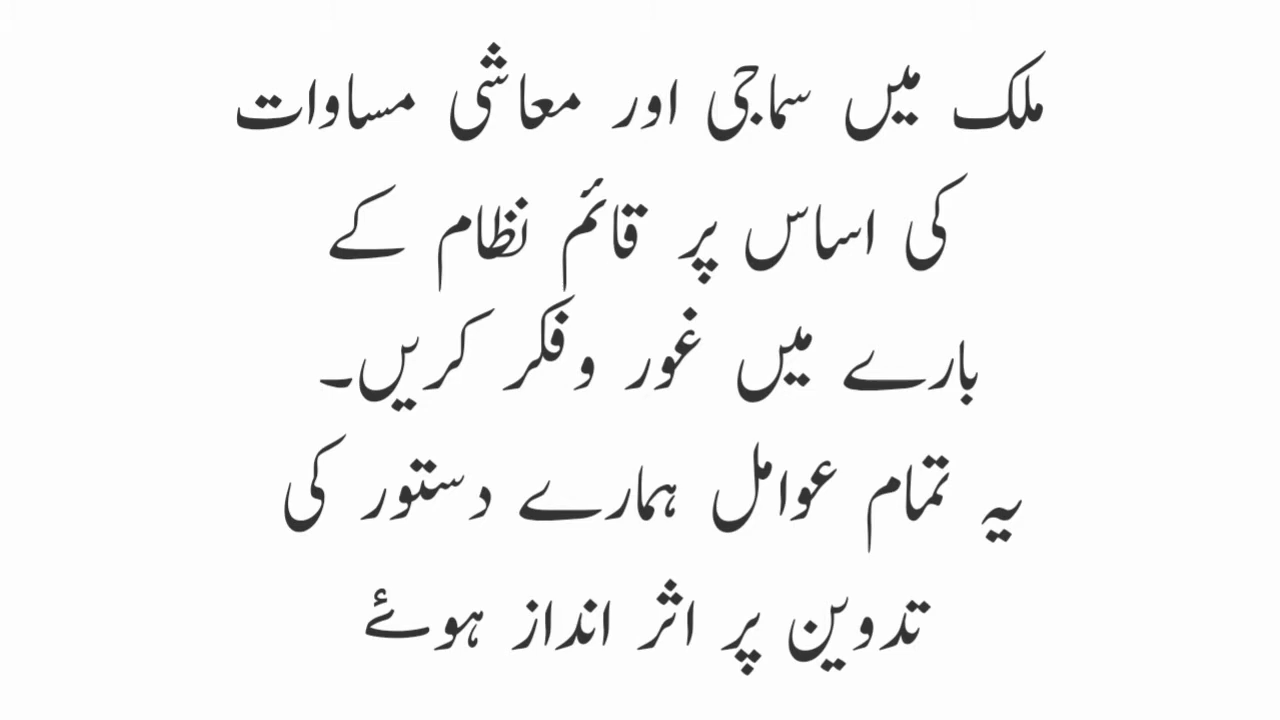 ملک میں سماجی اور معاشی مساوات
کی اساس پر قائم نظام کے
بارے میں غور وفکر کریں۔
یہ تمام عوامل ہمارے دستور کی
تدوین پر اثر انداز ہوئے